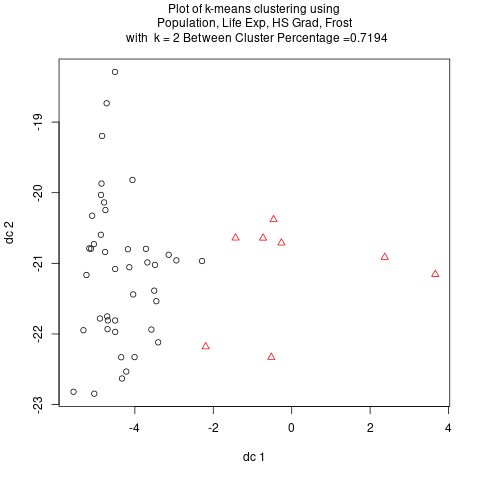 Plot of k-means clustering using
Population, Life Exp, HS Grad, Frost
with  k = 2 Between Cluster Percentage =0.7194
-19
-20
-21
-22
-23
dc 2
-4
-2
0
2
4
dc 1